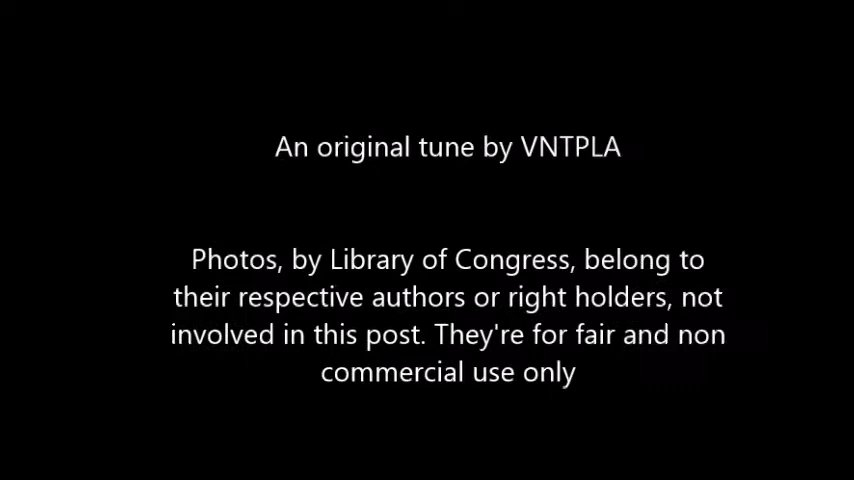 An original tune by VNTPLA
Photos, by Library of Congress, belong to
their respective authors or right holders, not
involved in this post. They're for fair and non
commercial use only